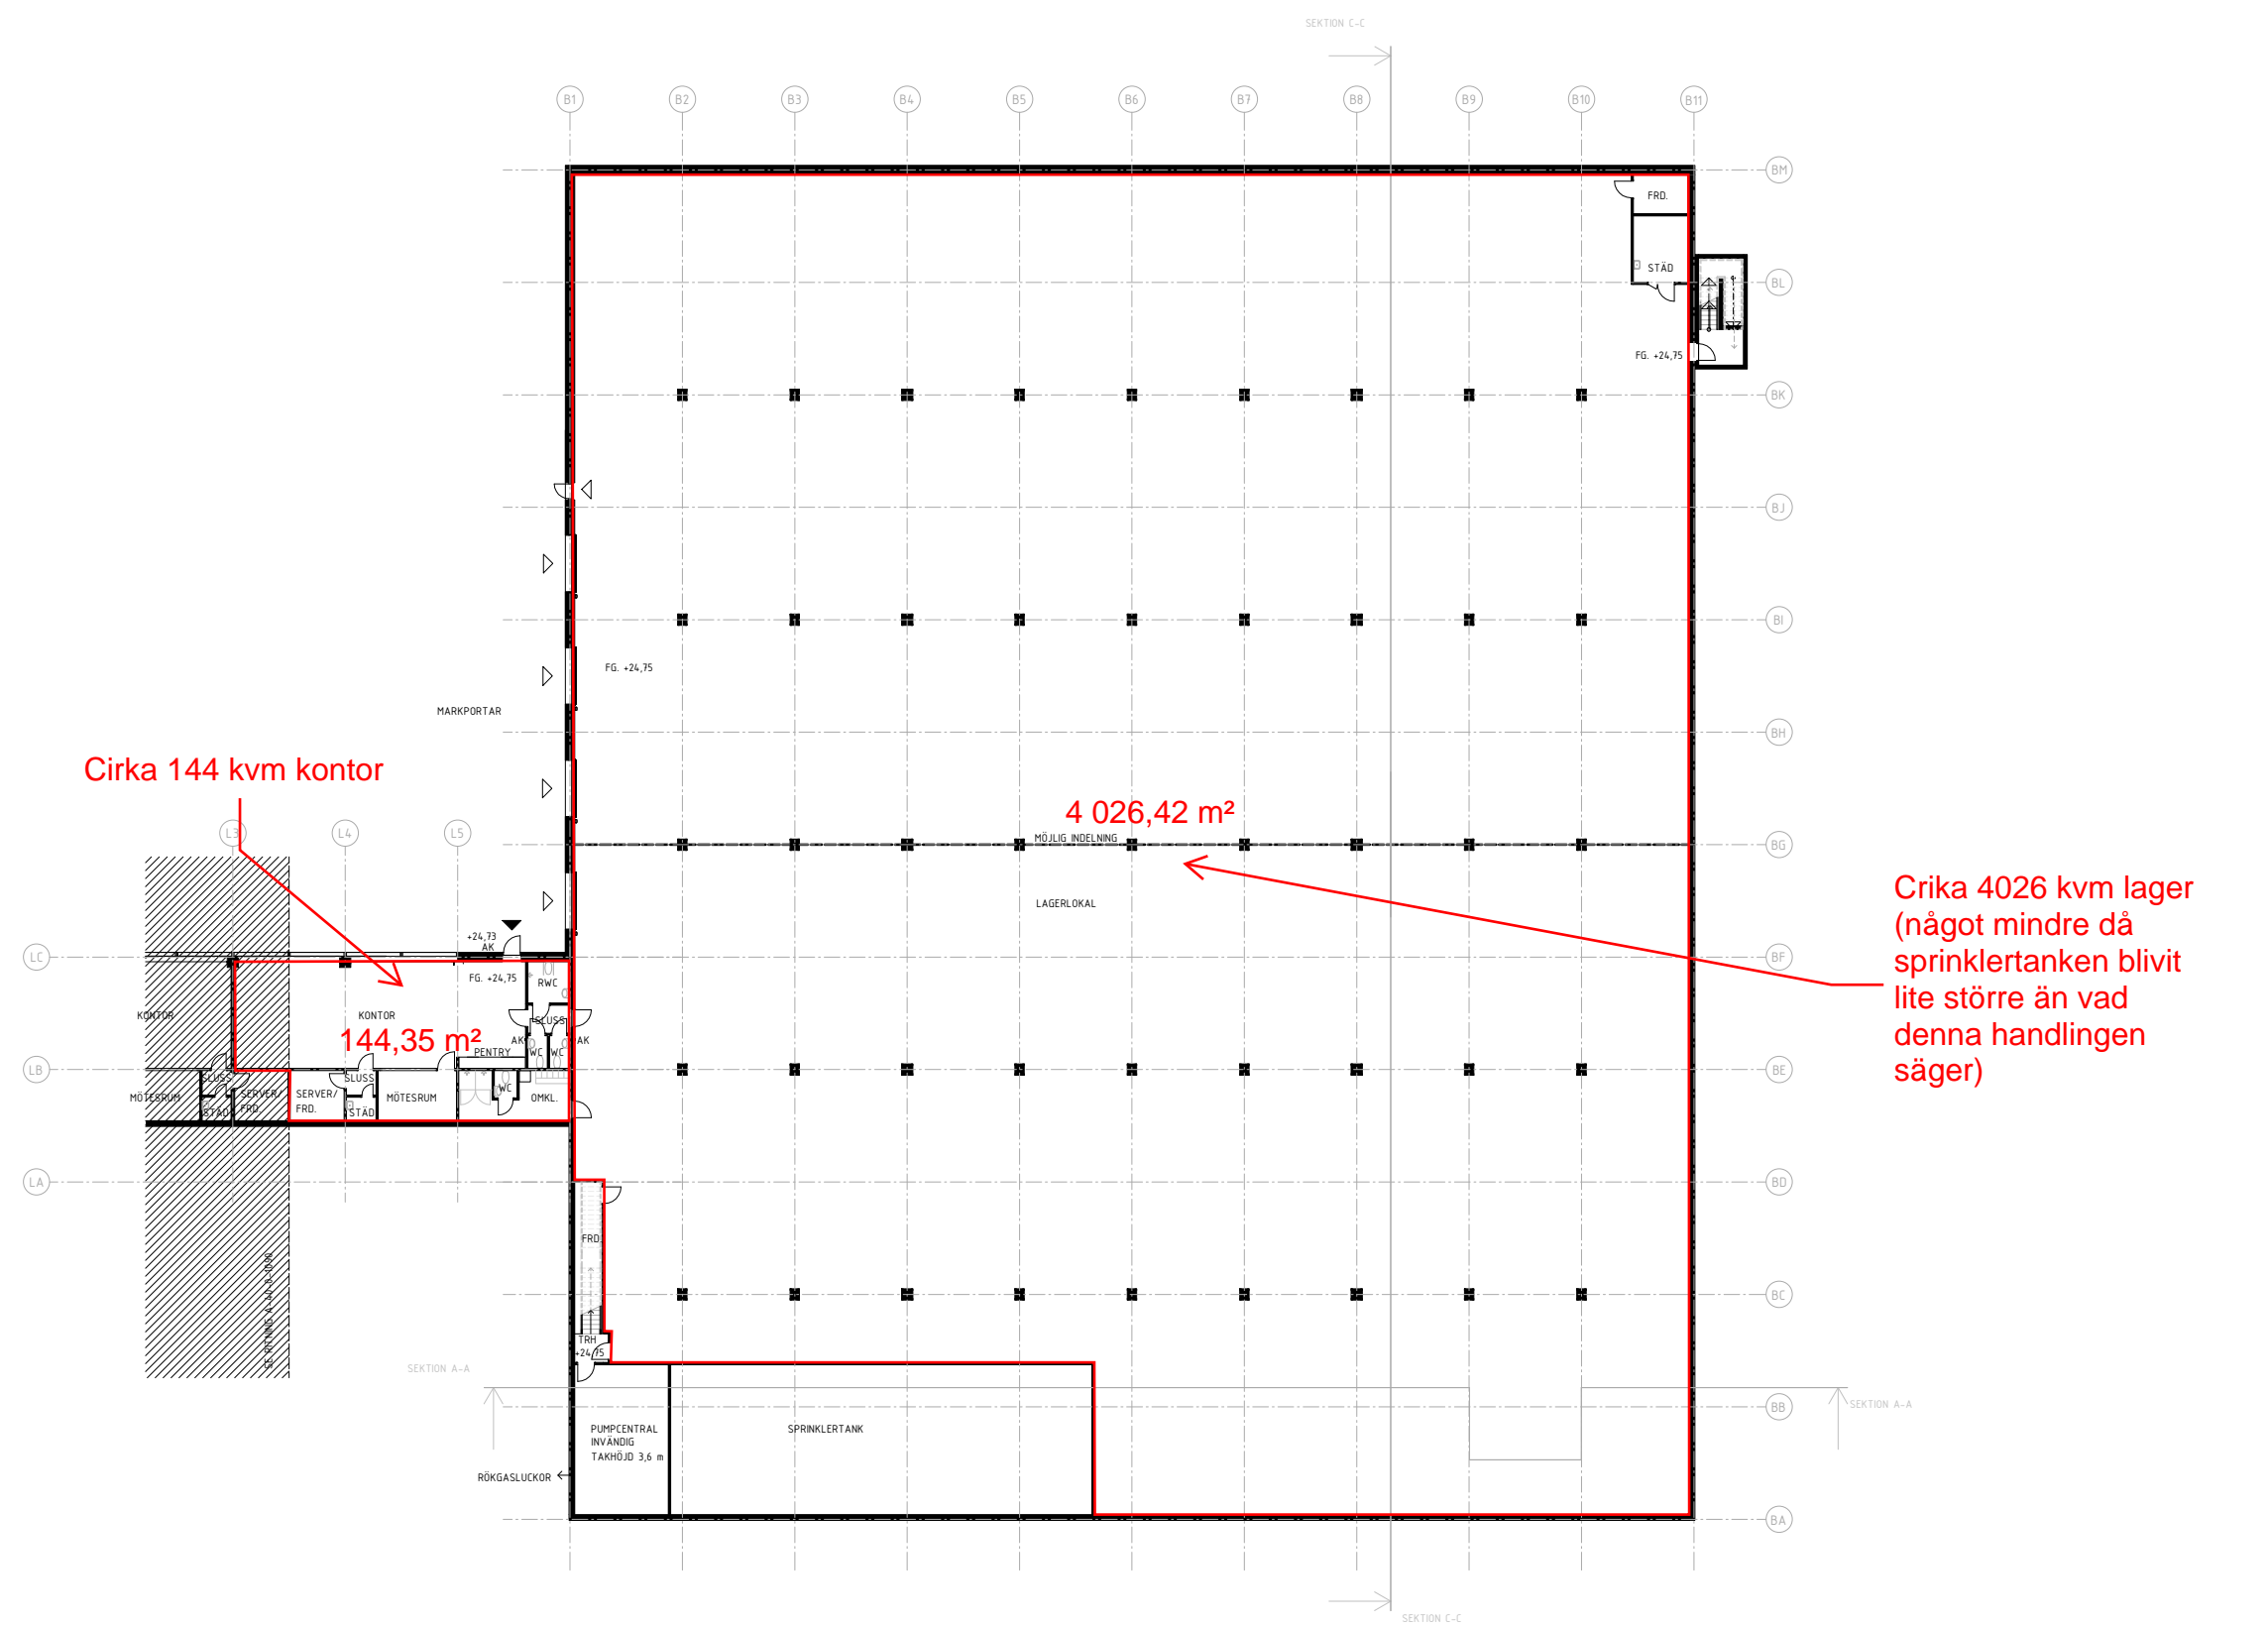 SEKTION C-C
B1
B2
B3
B4
B5
B6
B7
B8
B9
B10
B11
BM
FRD.
STÄD
BL
FG. +24,75
BK
BJ
BI
FG. +24,75
MARKPORTAR
BH
Cirka 144 kvm kontor
4 026,42 m²
L3
L4
L5
MÖJLIG INDELNING
BG
Crika 4026 kvm lager
(något mindre då
sprinklertanken blivit
lite större än vad
denna handlingen
säger)
LAGERLOKAL
+24,73
AK
LC
BF
FG. +24,75
RWC
KONTOR
KONTOR
SLUSS
144,35 m²
AK
AK
PENTRY
WC
WC
LB
BE
SLUSS
SLUSS
MÖTESRUM
SERVER/
FRD.
STÄD
SERVER/
FRD.
STÄD
MÖTESRUM
WC
OMKL.
LA
BD
FRD.
SE RITNING A-40-0-1090
BC
TRH
+24,75
SEKTION A-A
BB
SEKTION A-A
PUMPCENTRAL
INVÄNDIG
TAKHÖJD 3,6 m
SPRINKLERTANK
RÖKGASLUCKOR
BA
SEKTION C-C